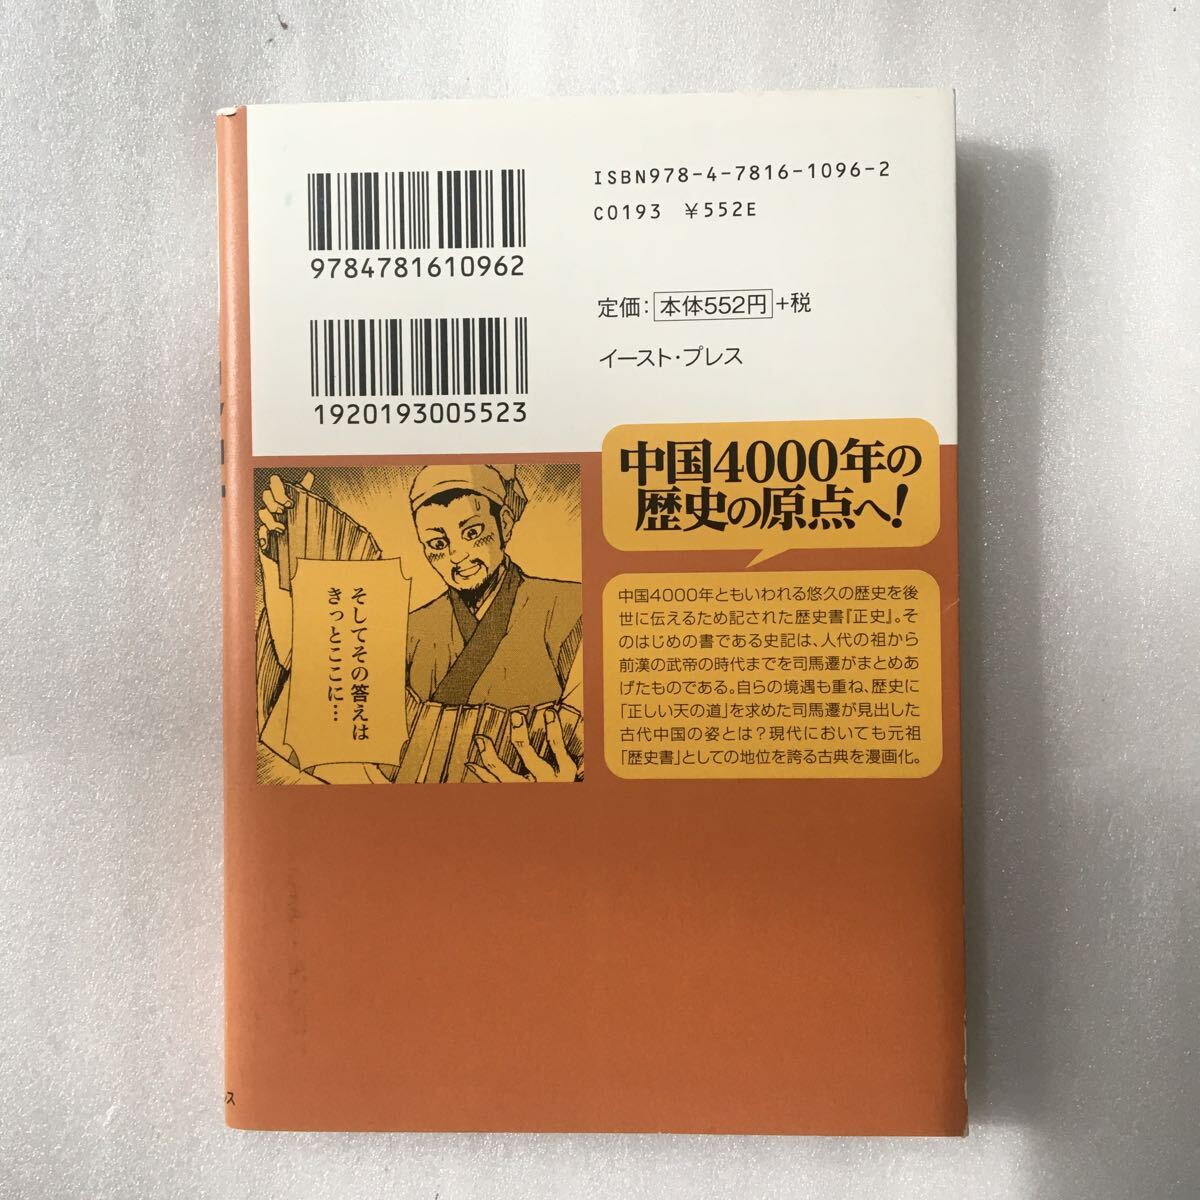 ISBN978-4-7816-1096-2
C0193 ￥552E
9784781610962
定価：本体552円+税
イースト・プレス
1920193005523
中国4000年の
歴史の原点へ！
そしてその答えは
きっとここに…
中国4000年ともいわれる悠久の歴史を後
世に伝えるため記された歴史書『正史』。そ
のはじめの書である史記は、人代の祖から
前漢の武帝の時代までを司馬遷がまとめあ
げたものである。自らの境遇も重ね、歴史に
「正しい天の道」を求めた司馬遷が見出した
古代中国の姿とは？現代においても元祖
「歴史書」としての地位を誇る古典を漫画化。